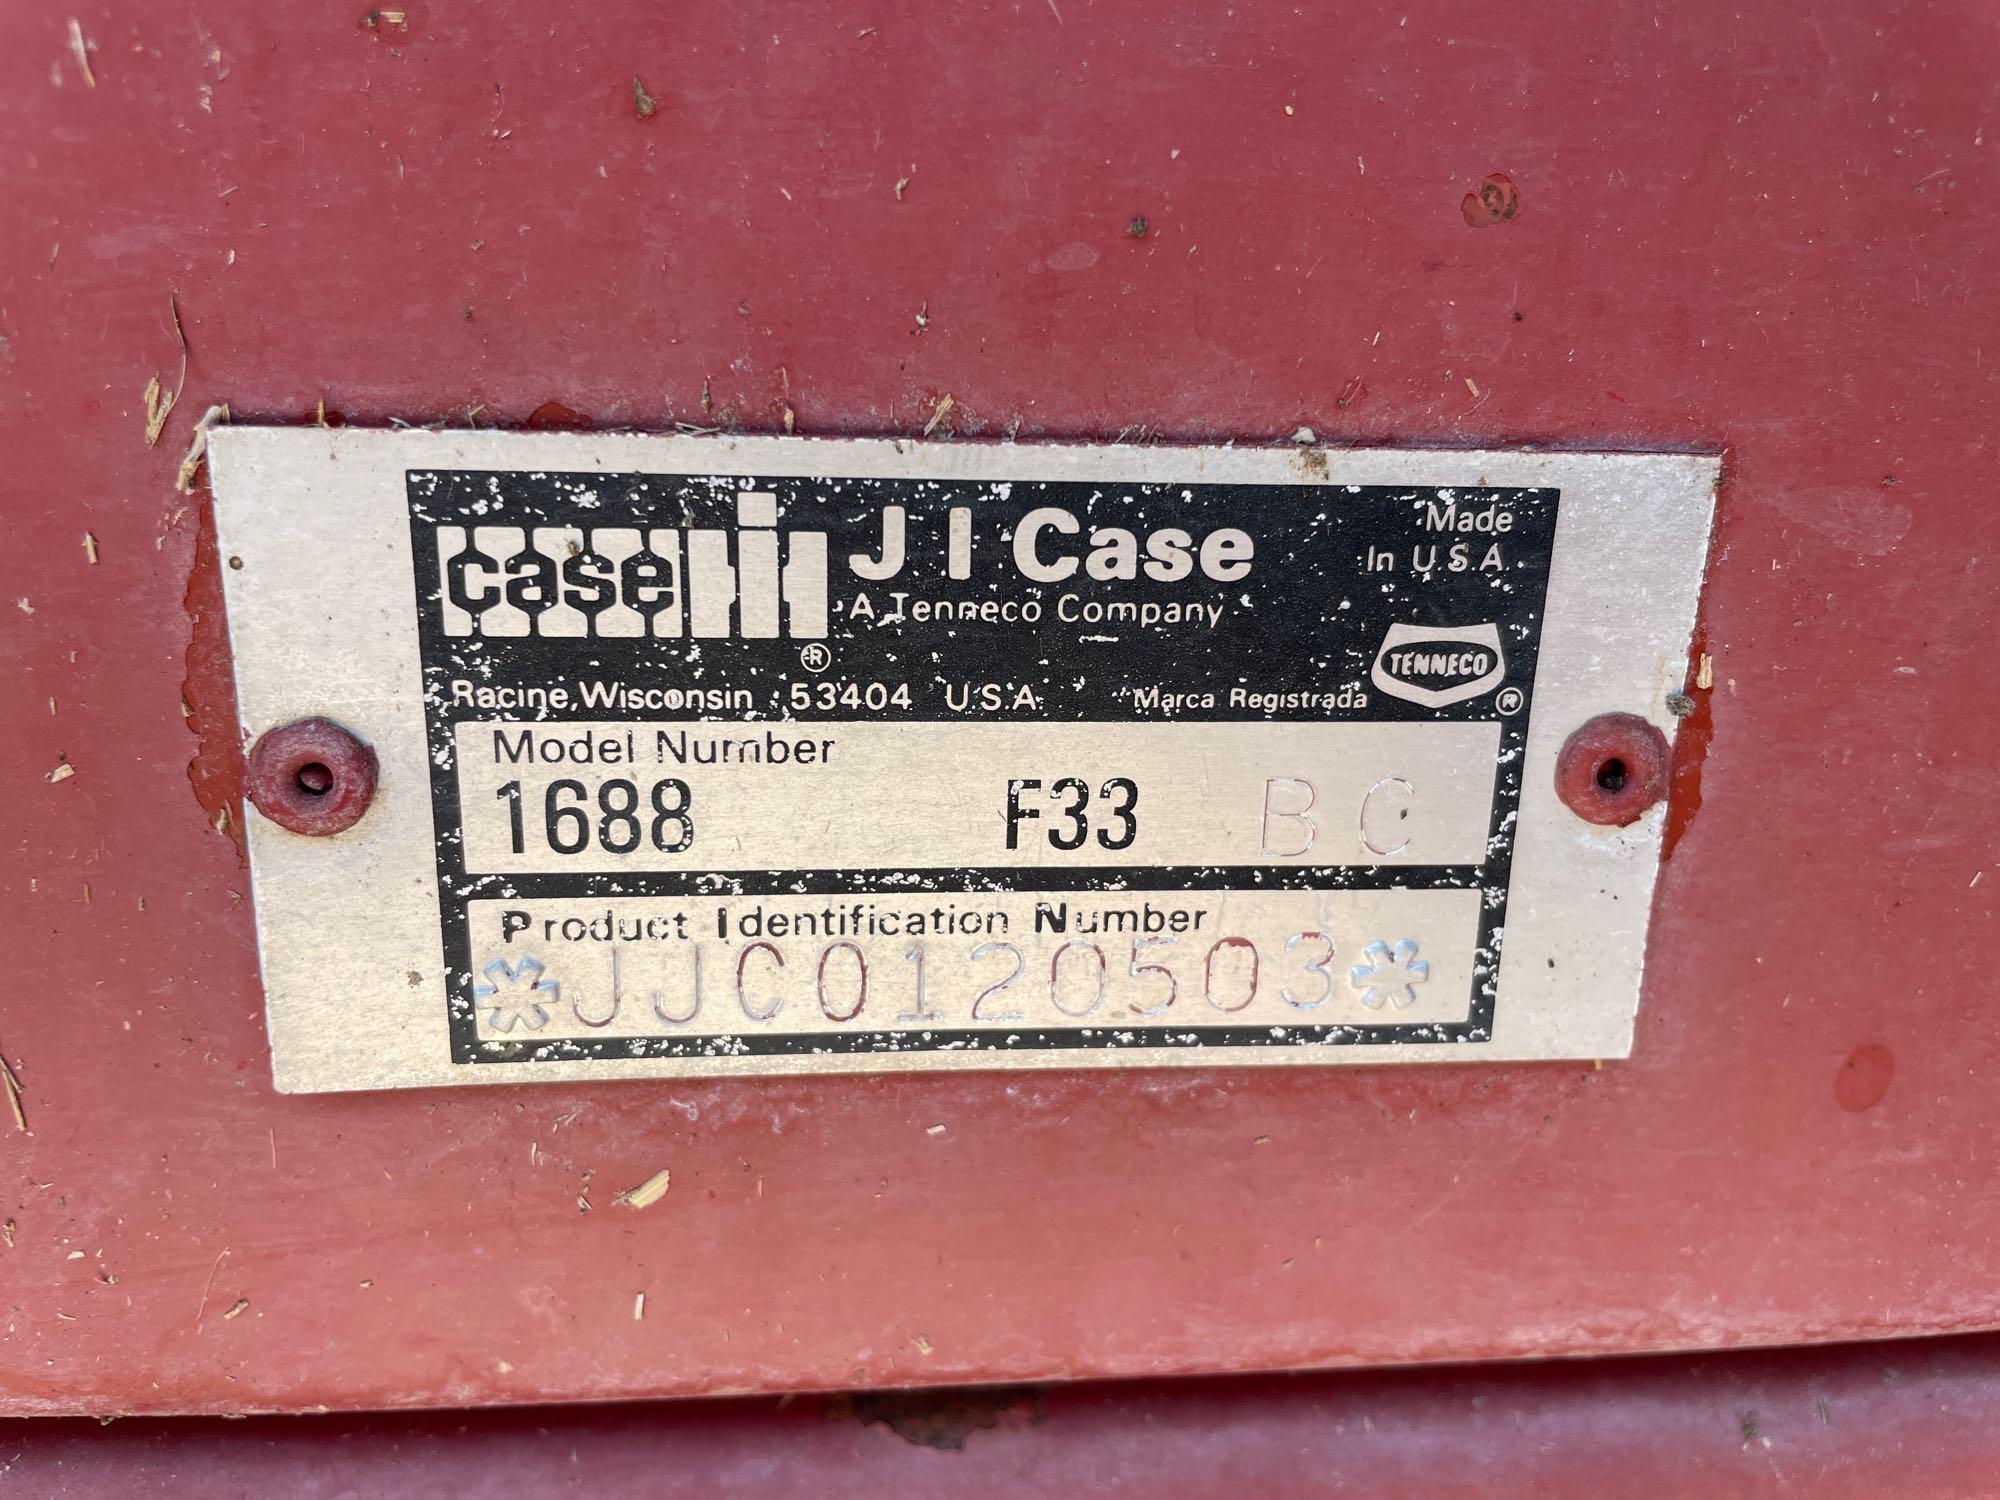 case ih ® J I Case
A Tenneco Company
Made
In U.S.A.
TENNECO ®
Racine, Wisconsin 53404 U.S.A. Marca Registrada
Model Number
1688 F33 BC
Product Identification Number
*JJC0120503*